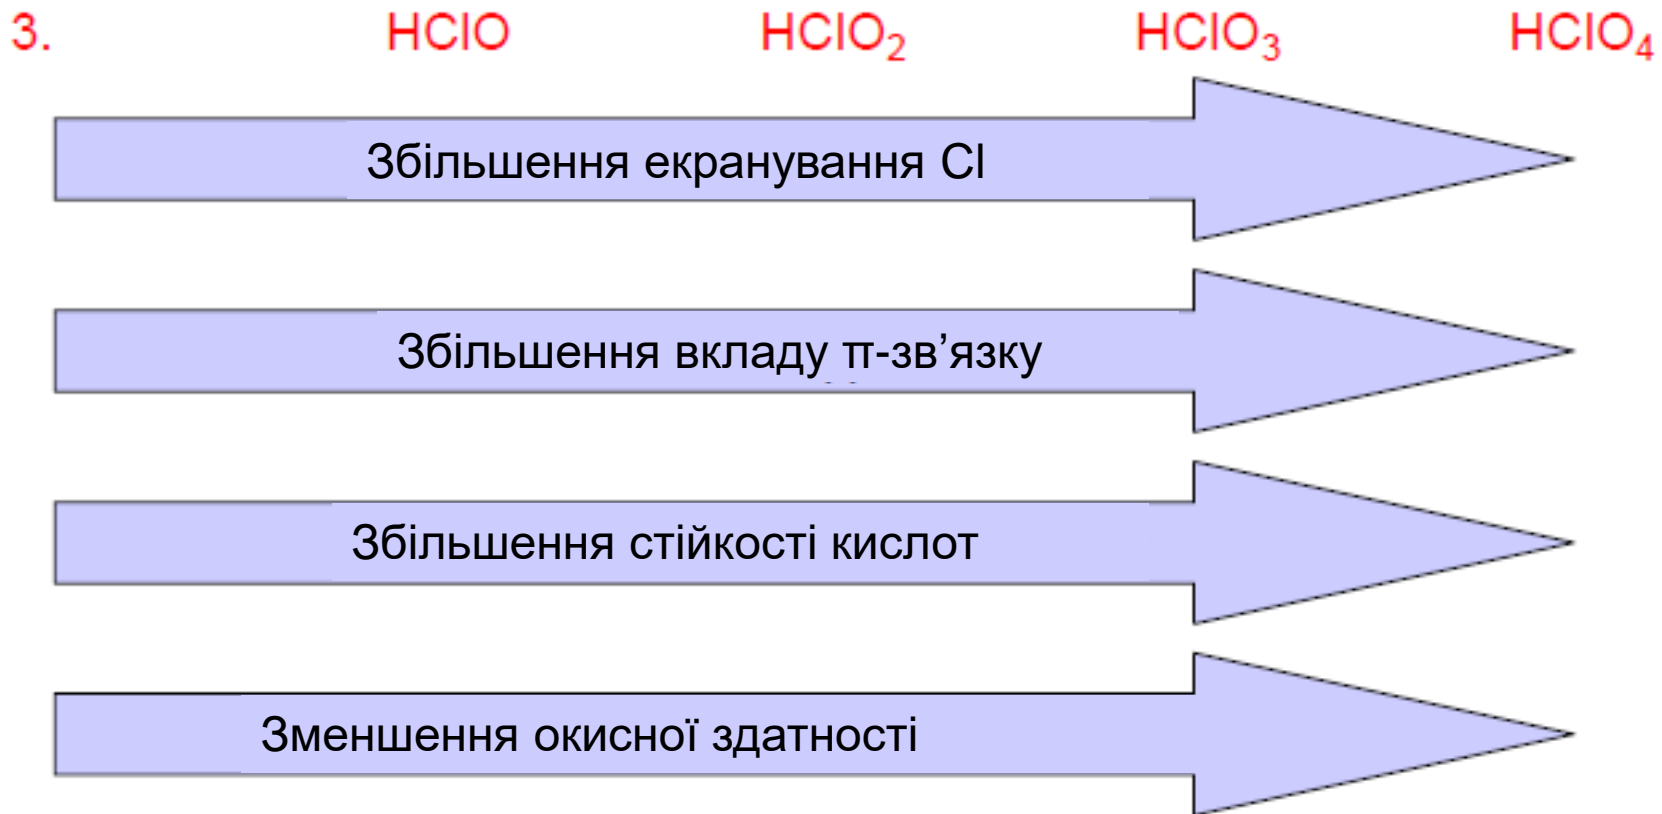 3. HClO HClO₂ HClO₃ HClO₄
Збільшення екранування Cl
Збільшення вкладу π-зв’язку
Збільшення стійкості кислот
Зменшення окисної здатності